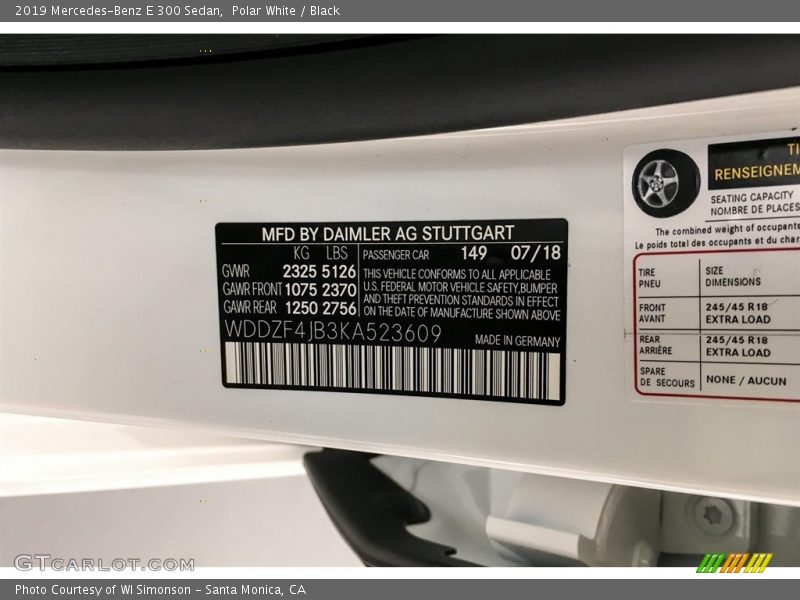 2019 Mercedes-Benz E 300 Sedan, Polar White / Black
MFD BY DAIMLER AG STUTTGART
KG LBS PASSENGER CAR 149 07/18
GVWR 2325 5126
GAWR FRONT 1075 2370
GAWR REAR 1250 2756
THIS VEHICLE CONFORMS TO ALL APPLICABLE
U.S. FEDERAL MOTOR VEHICLE SAFETY,BUMPER
AND THEFT PREVENTION STANDARDS IN EFFECT
ON THE DATE OF MANUFACTURE SHOWN ABOVE
WDDZF4JB3KA523609
MADE IN GERMANY
RENSEIGNEM
SEATING CAPACITY
NOMBRE DE PLACES
The combined weight of occupants
Le poids total des occupants et du char
TIRE SIZE
PNEU DIMENSIONS
FRONT 245/45 R18
AVANT EXTRA LOAD
REAR 245/45 R18
ARRIÈRE EXTRA LOAD
SPARE NONE / AUCUN
DE SECOURS
GTcarlot.com
Photo Courtesy of WI Simonson - Santa Monica, CA